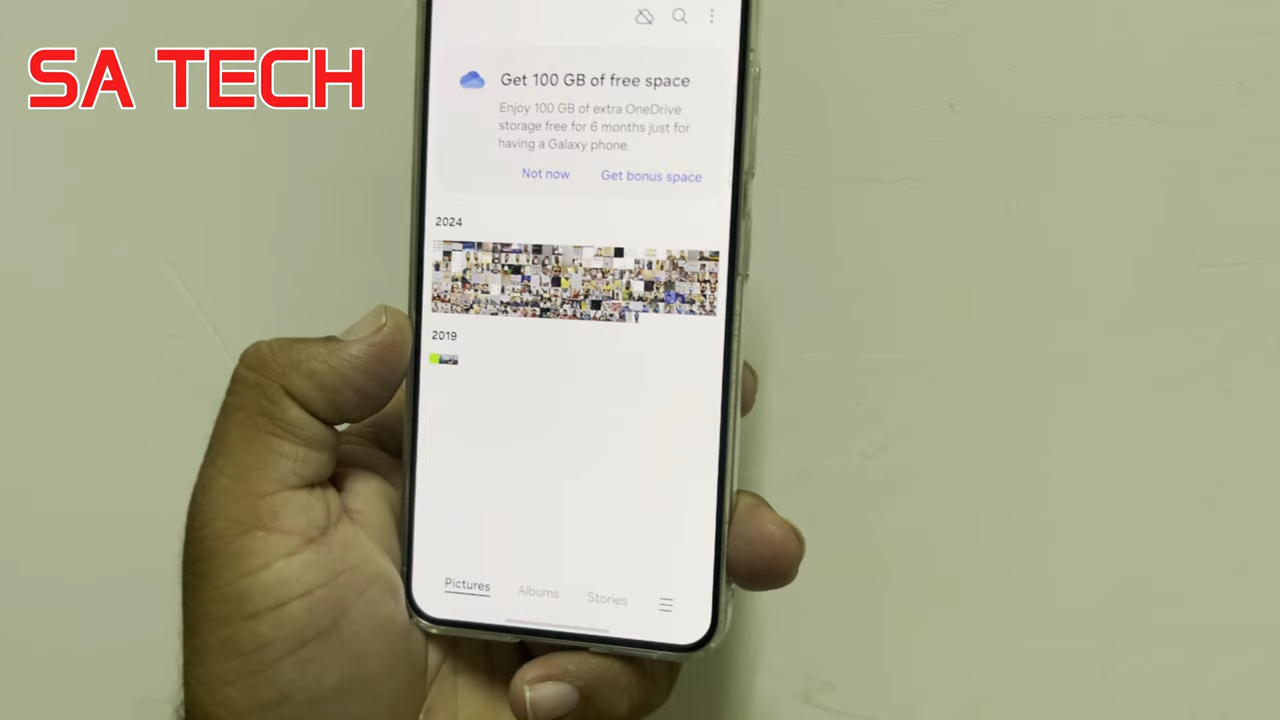 SA TECH
Get 100 GB of free space
Enjoy 100 GB of extra OneDrive
storage free for 6 months just for
having a Galaxy phone.
Not now Get bonus space
2024
2019
Pictures Albums Stories